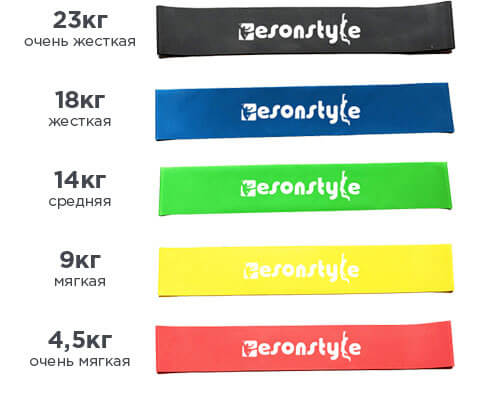 23кг
очень жесткая
esonstyle
18кг
жесткая
esonstyle
14кг
средняя
esonstyle
9кг
мягкая
esonstyle
4,5кг
очень мягкая
esonstyle